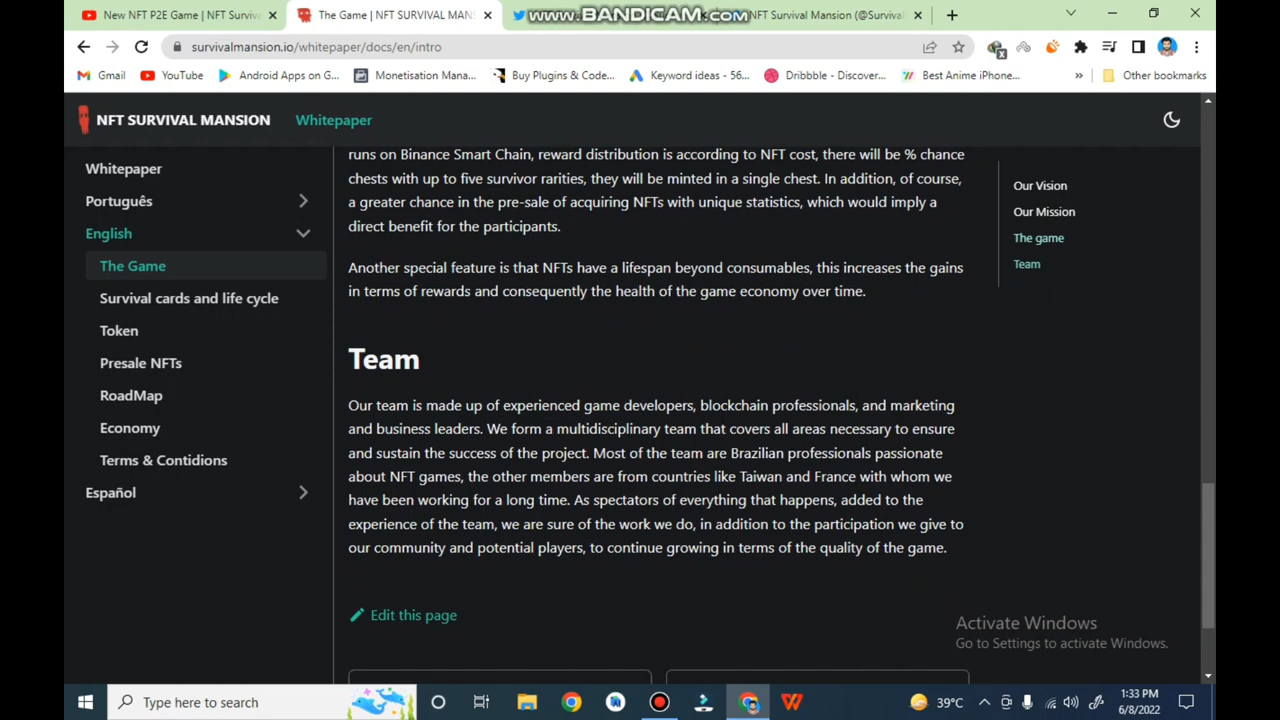 New NFT P2E Game | NFT Surviva
The Game | NFT SURVIVAL MANS
www.BANDICAM.com
NFT Survival Mansion (@Survival
survivalmansion.io/whitepaper/docs/en/intro
Gmail
YouTube
Android Apps on G...
Monetisation Mana...
Buy Plugins & Code...
Keyword ideas - 56...
Dribbble - Discover...
Best Anime iPhone...
»
Other bookmarks
NFT SURVIVAL MANSION
Whitepaper
Whitepaper
Português
English
The Game
Survival cards and life cycle
Token
Presale NFTs
RoadMap
Economy
Terms & Contidions
Español
runs on Binance Smart Chain, reward distribution is according to NFT cost, there will be % chance
chests with up to five survivor rarities, they will be minted in a single chest. In addition, of course,
a greater chance in the pre-sale of acquiring NFTs with unique statistics, which would imply a
direct benefit for the participants.
Another special feature is that NFTs have a lifespan beyond consumables, this increases the gains
in terms of rewards and consequently the health of the game economy over time.
Team
Our team is made up of experienced game developers, blockchain professionals, and marketing
and business leaders. We form a multidisciplinary team that covers all areas necessary to ensure
and sustain the success of the project. Most of the team are Brazilian professionals passionate
about NFT games, the other members are from countries like Taiwan and France with whom we
have been working for a long time. As spectators of everything that happens, added to the
experience of the team, we are sure of the work we do, in addition to the participation we give to
our community and potential players, to continue growing in terms of the quality of the game.
Edit this page
Our Vision
Our Mission
The game
Team
Activate Windows
Go to Settings to activate Windows.
Type here to search
39°C
1:33 PM
6/8/2022